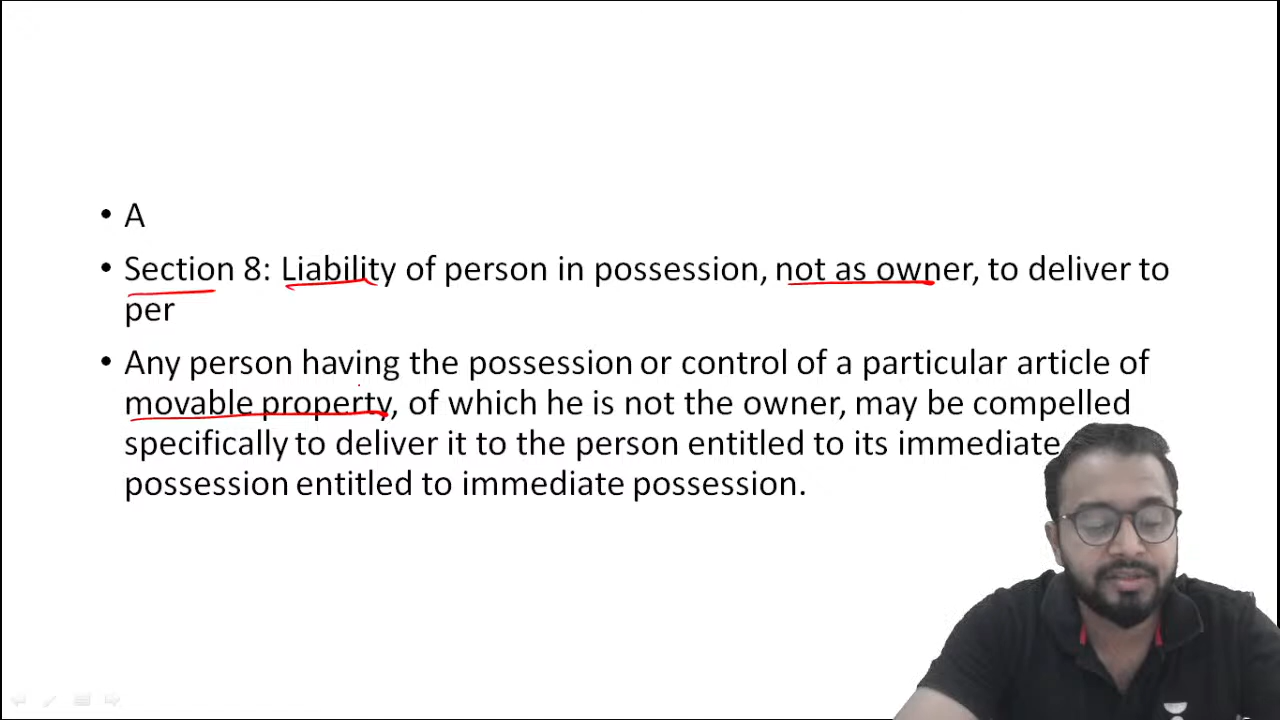 • A
• Section 8: Liability of person in possession, not as owner, to deliver to
per
• Any person having the possession or control of a particular article of
movable property, of which he is not the owner, may be compelled
specifically to deliver it to the person entitled to its immediate
possession entitled to immediate possession.